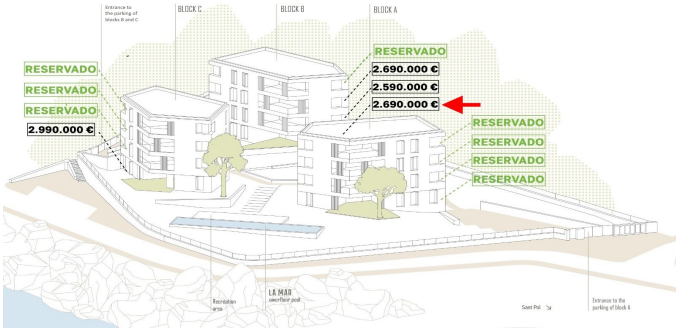 Entrance to
the parking of
blocks B and C
BLOCK C
BLOCK B
BLOCK A
RESERVADO
RESERVADO
RESERVADO
2.990.000 €
RESERVADO
2.690.000 €
2.590.000 €
2.690.000 €
RESERVADO
RESERVADO
RESERVADO
RESERVADO
Recreation
area
LA MAR
overfloor pool
Sant Pol
Entrance to the
parking of block A